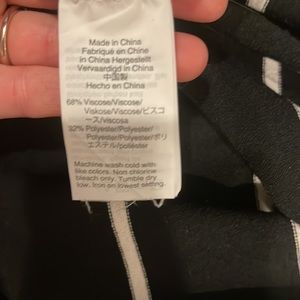 Made in China
Fabriqué en Chine
in China Hergestellt
Vervaardigd in China
中国製
Hecho en China
68% Viscose/Viscose/
Viskose/Viscose/ビスコ
ース/viscosa
32% Polyester/Polyester/
Polyester/Polyester/ポリ
エステル/poliéster
Machine wash cold with
like colors. Non chlorine
bleach only. Tumble dry
low. Iron on lowest setting.